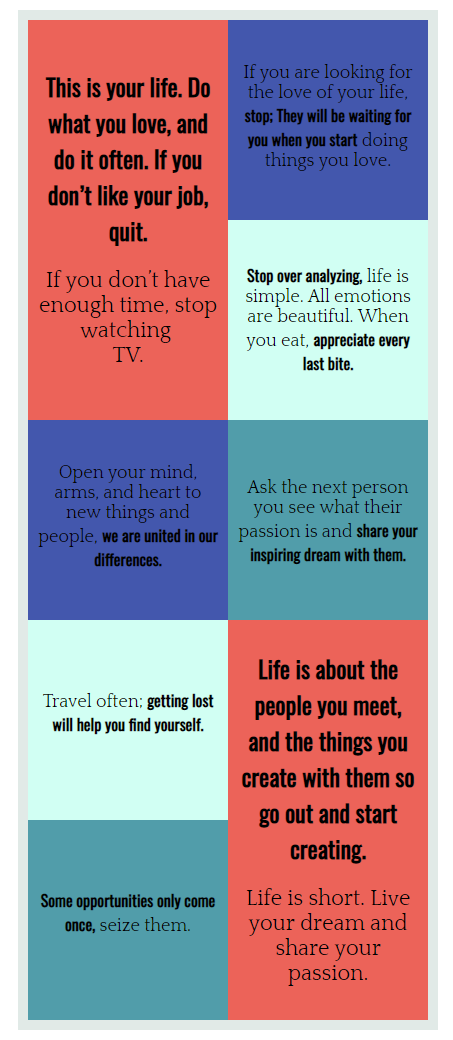 This is your life. Do
what you love, and
do it often. If you
don’t like your job,
quit.
If you don’t have
enough time, stop
watching
TV.
If you are looking for
the love of your life,
stop; They will be waiting for
you when you start doing
things you love.
Stop over analyzing, life is
simple. All emotions
are beautiful. When
you eat, appreciate every
last bite.
Open your mind,
arms, and heart to
new things and
people, we are united in our
differences.
Ask the next person
you see what their
passion is and share your
inspiring dream with them.
Travel often; getting lost
will help you find yourself.
Some opportunities only come
once, seize them.
Life is about the
people you meet,
and the things you
create with them so
go out and start
creating.
Life is short. Live
your dream and
share your
passion.